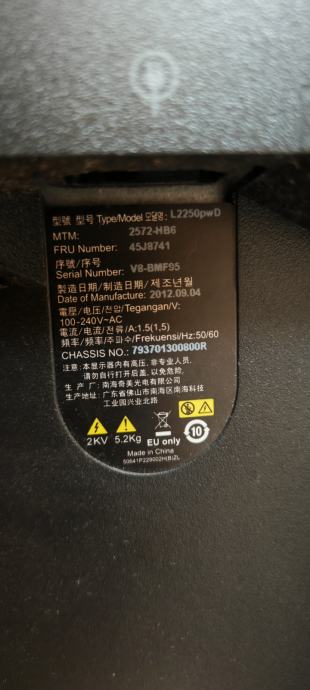 型號 型号 Type/Model 모델명: L2250pwD
MTM: 2572-HB6
FRU Number: 45J8741
序號/序号
Serial Number: V8-BMF95
製造日期/制造日期/제조년월
Date of Manufacture: 2012.09.04
電壓/电压/전압/Tegangan/V:
100-240V~AC
電流/电流/전류/A:1.5(1,5)
頻率/频率/주파수/Frekuensi/Hz:50/60
CHASSIS NO.: 793701300800R
注意:本显示器内有高压,非专业人员,
请勿自行打开后盖,以免危险,
生 产 厂: 南海奇美光电有限公司
生产地址: 广东省佛山市南海区南海科技
工业园兴业北路
2KV 5.2Kg EU only 10
Made in China
50641P229002H(B)ZL